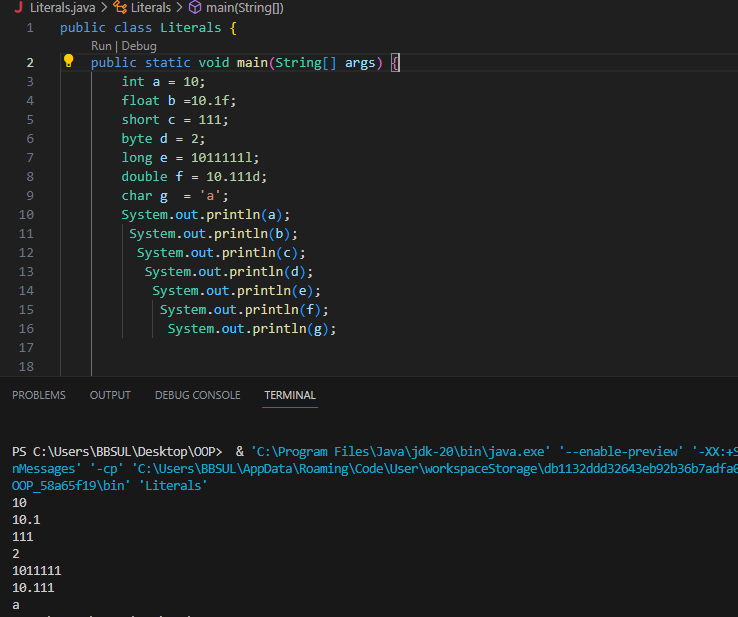 Literals.java > Literals > main(String[])
1 public class Literals {
Run | Debug
2 public static void main(String[] args) {
3 int a = 10;
4 float b =10.1f;
5 short c = 111;
6 byte d = 2;
7 long e = 1011111l;
8 double f = 10.111d;
9 char g  = 'a';
10 System.out.println(a);
11 System.out.println(b);
12 System.out.println(c);
13 System.out.println(d);
14 System.out.println(e);
15 System.out.println(f);
16 System.out.println(g);
17
18
PROBLEMS OUTPUT DEBUG CONSOLE TERMINAL
PS C:\Users\BBSUL\Desktop\OOP>  & 'C:\Program Files\Java\jdk-20\bin\java.exe' '--enable-preview' '-XX:+S
nMessages' '-cp' 'C:\Users\BBSUL\AppData\Roaming\Code\User\workspaceStorage\db1132ddd32643eb92b36b7adfa0
OOP_58a65f19\bin' 'Literals'
10
10.1
111
2
1011111
10.111
a